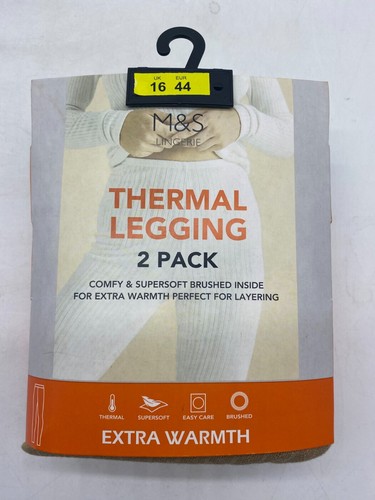 UK EUR
16 44
M&S
LINGERIE
THERMAL
LEGGING
2 PACK
COMFY & SUPERSOFT BRUSHED INSIDE
FOR EXTRA WARMTH PERFECT FOR LAYERING
THERMAL SUPERSOFT EASY CARE BRUSHED
EXTRA WARMTH